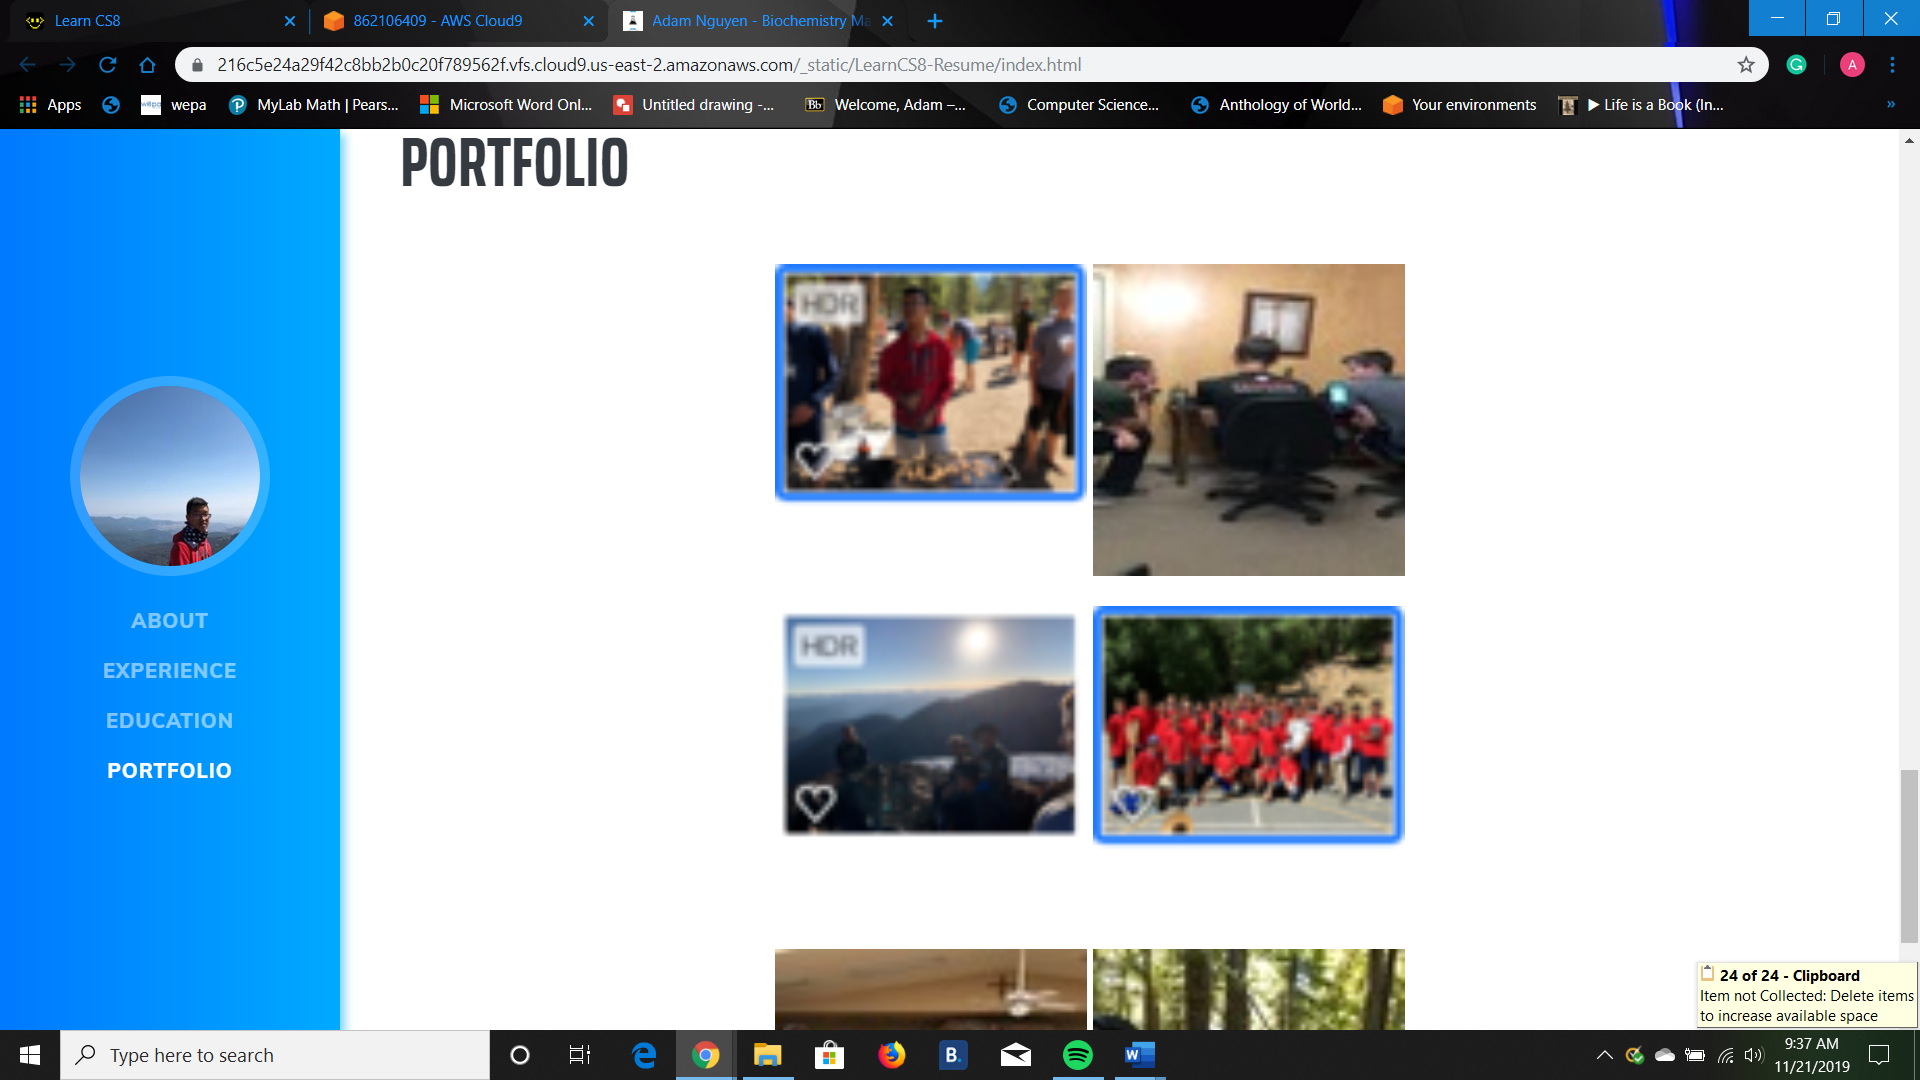 Learn CS8
862106409 - AWS Cloud9
Adam Nguyen - Biochemistry Ma
216c5e24a29f42c8bb2b0c20f789562f.vfs.cloud9.us-east-2.amazonaws.com/_static/LearnCS8-Resume/index.html
A
Apps
wepa
wepa
MyLab Math | Pears...
Microsoft Word Onl...
Untitled drawing -...
Bb
Welcome, Adam –...
Computer Science...
Anthology of World...
Your environments
▶ Life is a Book (In...
»
PORTFOLIO
HDR
HDR
ABOUT
EXPERIENCE
EDUCATION
PORTFOLIO
24 of 24 - Clipboard
Item not Collected: Delete items
to increase available space
Type here to search
B.
W
9:37 AM
11/21/2019